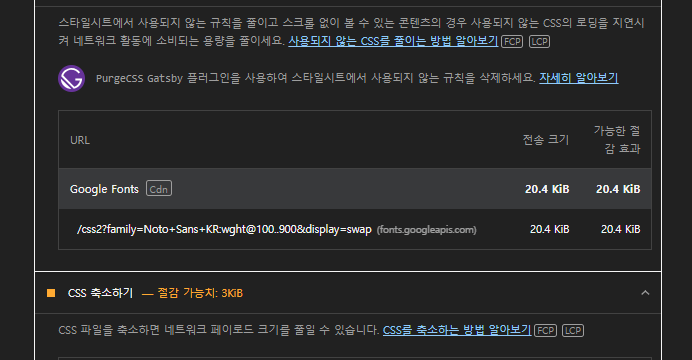 스타일시트에서 사용되지 않는 규칙을 줄이고 스크롤 없이 볼 수 있는 콘텐츠의 경우 사용되지 않는 CSS의 로딩을 지연시
켜 네트워크 활동에 소비되는 용량을 줄이세요. 사용되지 않는 CSS를 줄이는 방법 알아보기 FCP LCP
PurgeCSS Gatsby 플러그인을 사용하여 스타일시트에서 사용되지 않는 규칙을 삭제하세요. 자세히 알아보기
URL 전송 크기 가능한 절
감 효과
Google Fonts Cdn 20.4 KiB 20.4 KiB
/css2?family=Noto+Sans+KR:wght@100..900&display=swap (fonts.googleapis.com) 20.4 KiB 20.4 KiB
CSS 축소하기 — 절감 가능치: 3KiB
CSS 파일을 축소하면 네트워크 페이로드 크기를 줄일 수 있습니다. CSS를 축소하는 방법 알아보기 FCP LCP